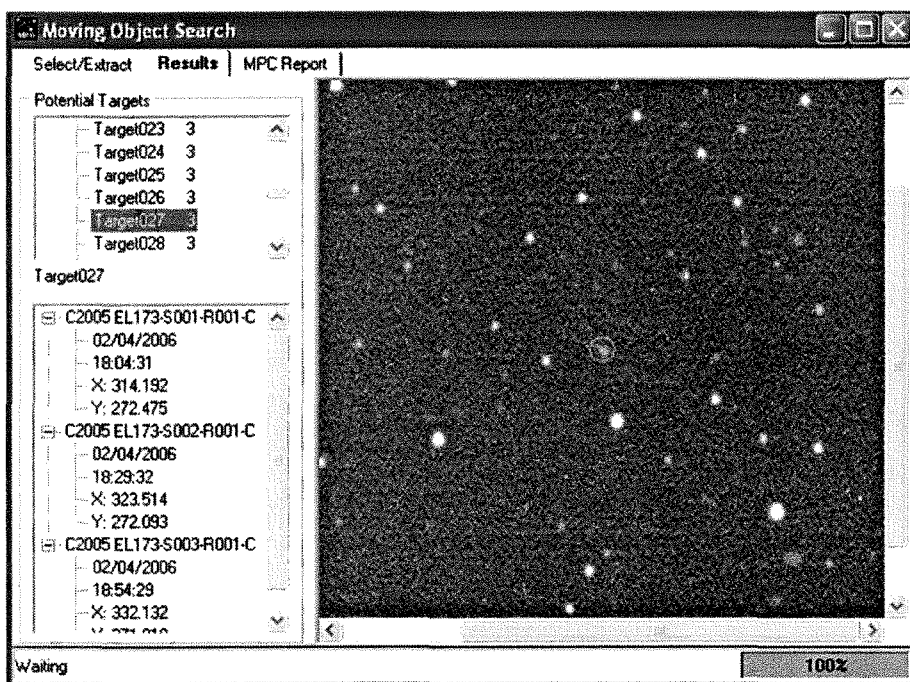 Moving Object Search
Select/Extract Results MPC Report
Potential Targets
Target023 3
Target024 3
Target025 3
Target026 3
Target027 3
Target028 3
Target027
C2005 EL173-S001-R001-C
02/04/2006
18:04:31
X: 314.192
Y: 272.475
C2005 EL173-S002-R001-C
02/04/2006
18:29:32
X: 323.514
Y: 272.093
C2005 EL173-S003-R001-C
02/04/2006
18:54:29
X: 332.132
Waiting
100%